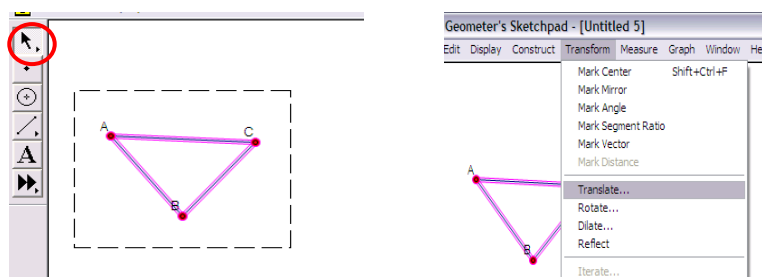 A
C
B
A
Geometer's Sketchpad - [Untitled 5]
Edit Display Construct Transform Measure Graph Window
Mark Center Shift+Ctrl+F
Mark Mirror
Mark Angle
Mark Segment Ratio
Mark Vector
Mark Distance
Translate...
Rotate...
Dilate...
Reflect
Iterate...
A
B